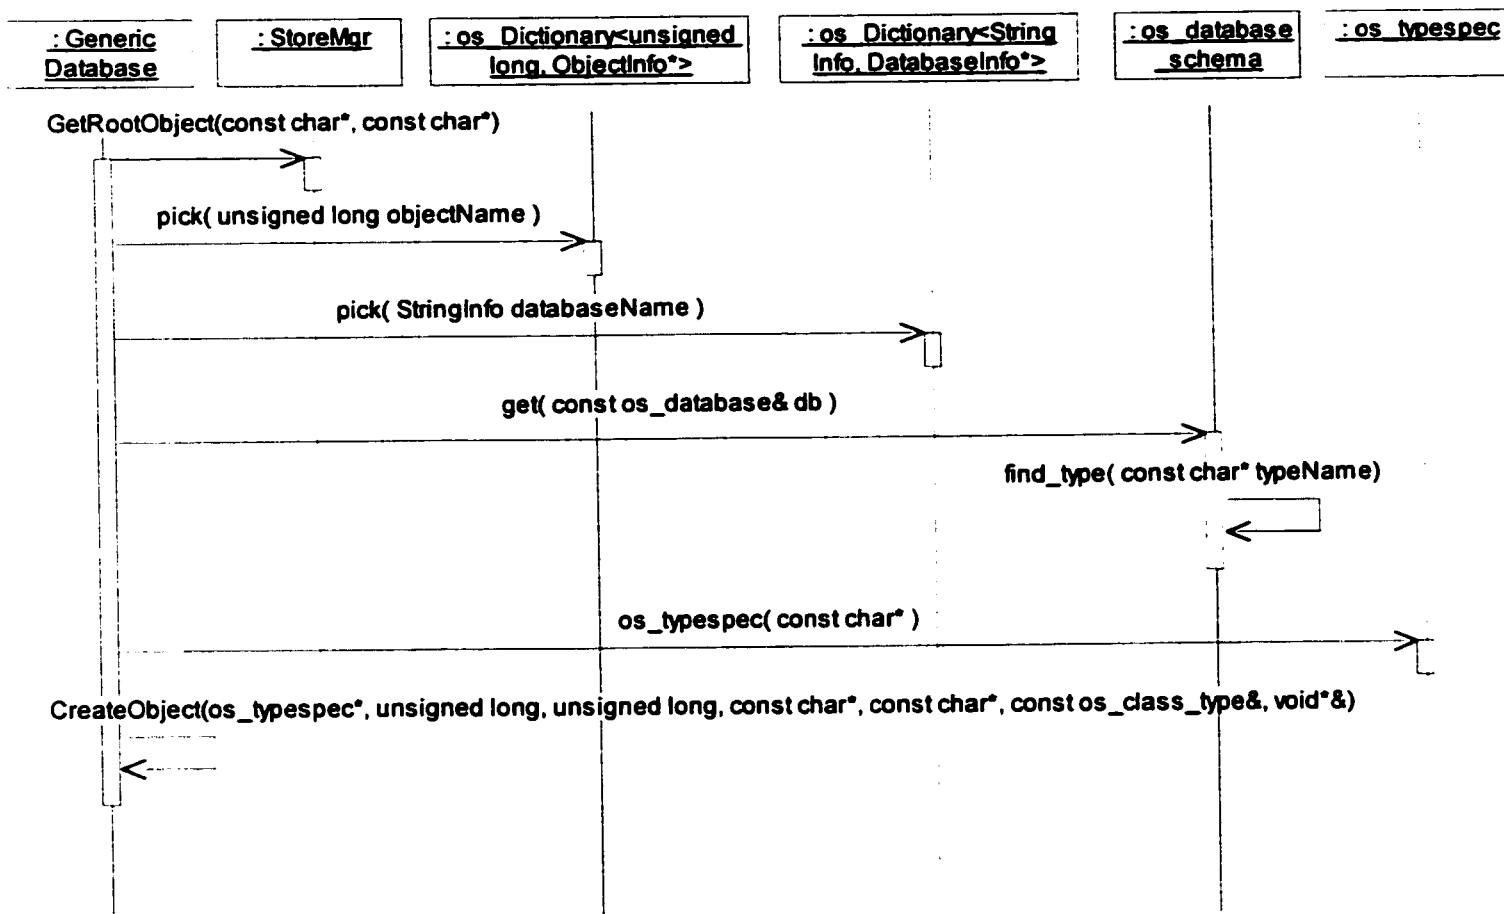 : Generic
Database
: StoreMgr
: os_Dictionary<unsigned
long, ObjectInfo*>
: os_Dictionary<String
Info, DatabaseInfo*>
: os_database
_schema
: os_typespec
GetRootObject(const char*, const char*)
pick( unsigned long objectName )
pick( StringInfo databaseName )
get( const os_database& db )
find_type( const char* typeName)
os_typespec( const char* )
CreateObject(os_typespec*, unsigned long, unsigned long, const char*, const char*, const os_class_type&, void*&)